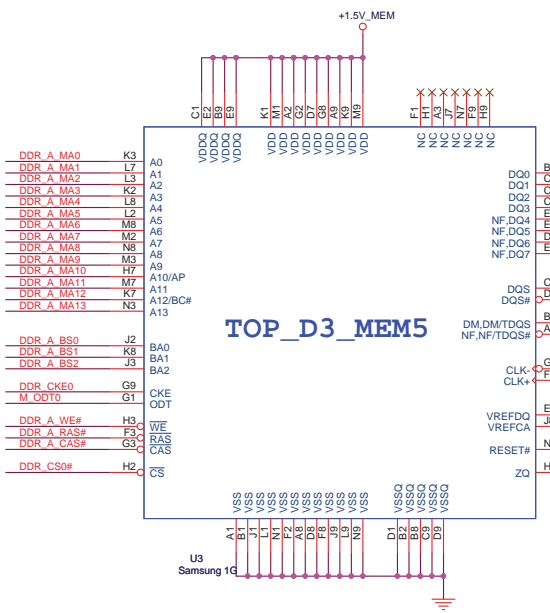 +1.5V_MEM
C1 E2 B9 E9 K1 M1 A2 G2 D7 G8 A9 K9 M9 F1 H1 A3 J7 N7 F9 H9
VDDQ VDDQ VDDQ VDDQ VDD VDD VDD VDD VDD VDD VDD VDD VDD NC NC NC NC NC NC NC
DDR_A_MA0 K3 A0
DDR_A_MA1 L7 A1 DQ0 B
DDR_A_MA2 L3 A2 DQ1 C
DDR_A_MA3 K2 A3 DQ2 C
DDR_A_MA4 L8 A4 DQ3 C
DDR_A_MA5 L2 A5 NF,DQ4 E
DDR_A_MA6 M8 A6 NF,DQ5 E
DDR_A_MA7 M2 A7 NF,DQ6 D
DDR_A_MA8 N8 A8 NF,DQ7 E
DDR_A_MA9 M3 A9
DDR_A_MA10 H7 A10/AP
DDR_A_MA11 M7 A11 DQS C
DDR_A_MA12 K7 A12/BC# DQS# D
DDR_A_MA13 N3 A13
TOP_D3_MEM5
DM,DM/TDQS B
NF,NF/TDQS# A
DDR_A_BS0 J2 BA0
DDR_A_BS1 K8 BA1
DDR_A_BS2 J3 BA2
CLK- G
CLK+ F
DDR_CKE0 G9 CKE
M_ODT0 G1 ODT
VREFDQ E
VREFCA J
DDR_A_WE# H3 WE
DDR_A_RAS# F3 RAS
DDR_A_CAS# G3 CAS
RESET# N
DDR_CS0# H2 CS
ZQ H
VSS VSS VSS VSS VSS VSS VSS VSS VSS VSS VSS VSS VSSQ VSSQ VSSQ VSSQ VSSQ
A1 B1 J1 L1 N1 F2 A8 D8 F8 J9 L9 N9 D1 B2 B8 C9 D9
U3
Samsung 1G